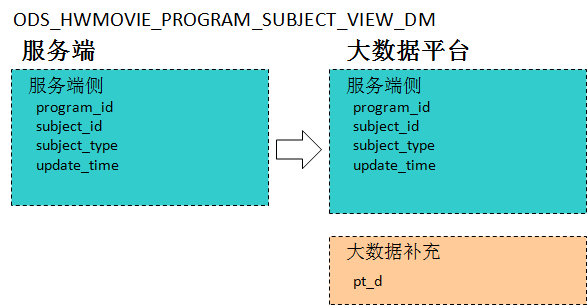 ODS_HWMOVIE_PROGRAM_SUBJECT_VIEW_DM
服务端
大数据平台
服务端侧
program_id
subject_id
subject_type
update_time
服务端侧
program_id
subject_id
subject_type
update_time
大数据补充
pt_d